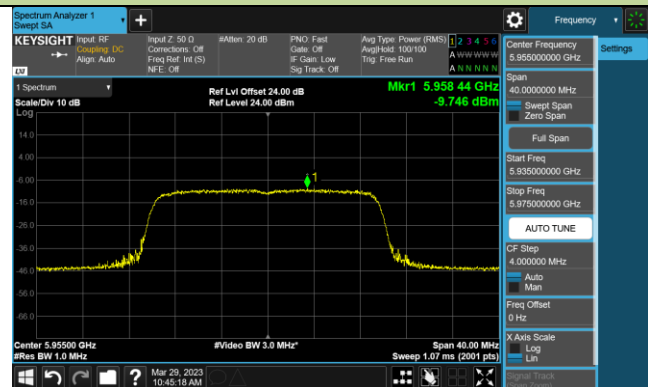 Spectrum Analyzer 1
Swept SA
Frequency
KEYSIGHT
Input: RF
Coupling: DC
Align: Auto
Input Z: 50 Ω
Corrections: Off
Freq Ref: Int (S)
NFE: Off
#Atten: 20 dB
PNO: Fast
Gate: Off
IF Gain: Low
Sig Track: Off
Avg Type: Power (RMS)
Avg|Hold: 100/100
Trig: Free Run
1 2 3 4 5 6
A W W W W W
A N N N N N
LXI
1 Spectrum
Scale/Div 10 dB
Ref Lvl Offset 24.00 dB
Ref Level 24.00 dBm
Mkr1 5.958 44 GHz
-9.746 dBm
Log
14.0
4.00
-6.00
-16.0
-26.0
-36.0
-46.0
-56.0
-66.0
1
Center 5.95500 GHz
#Res BW 1.0 MHz
#Video BW 3.0 MHz*
Span 40.00 MHz
Sweep 1.07 ms (2001 pts)
Mar 29, 2023
10:45:18 AM
Center Frequency
5.955000000 GHz
Span
40.0000000 MHz
Swept Span
Zero Span
Full Span
Start Freq
5.935000000 GHz
Stop Freq
5.975000000 GHz
AUTO TUNE
CF Step
4.000000 MHz
Auto
Man
Freq Offset
0 Hz
X Axis Scale
Log
Lin
Signal Track
(Span Zoom)
Settings